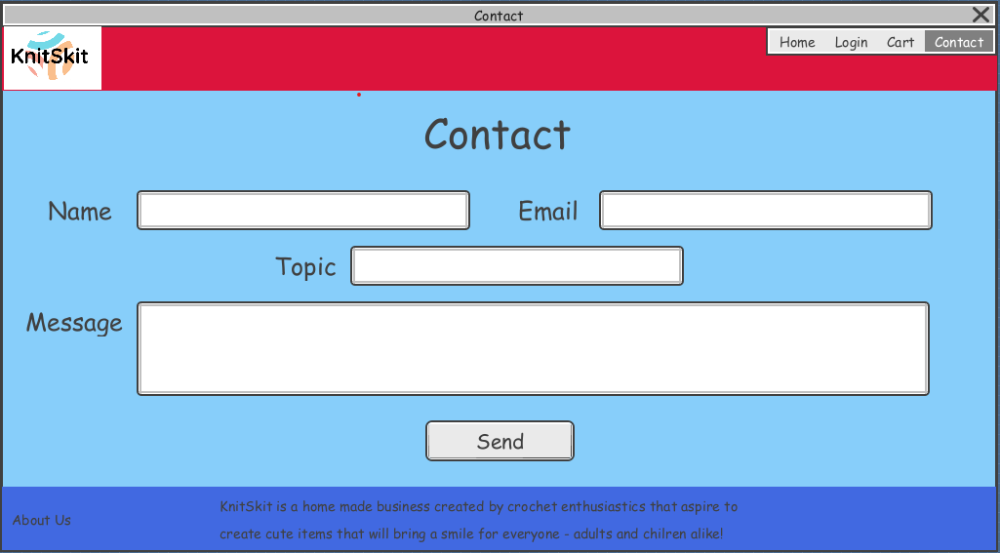 Contact
KnitSkit
Home Login Cart Contact
Contact
Name
Email
Topic
Message
Send
About Us
KnitSkit is a home made business created by crochet enthusiastics that aspire to
create cute items that will bring a smile for everyone - adults and chilren alike!